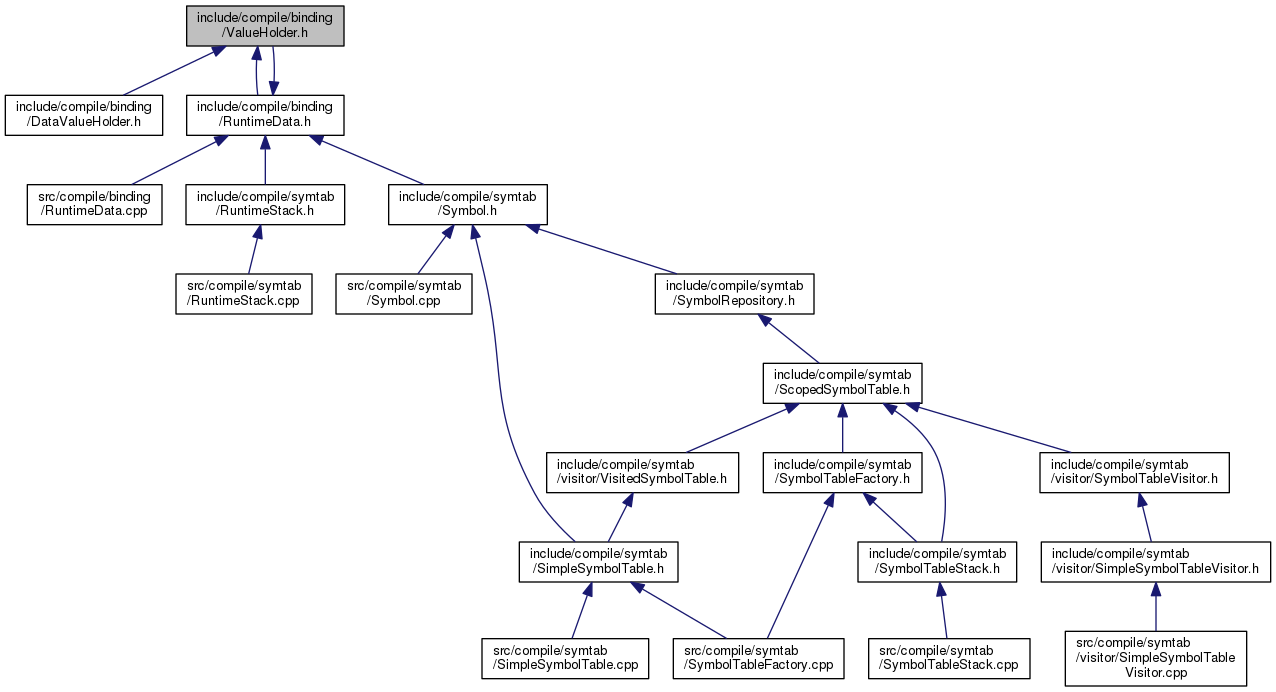 include/compile/binding
/ValueHolder.h
include/compile/binding
/DataValueHolder.h
include/compile/binding
/RuntimeData.h
src/compile/binding
/RuntimeData.cpp
include/compile/symtab
/RuntimeStack.h
include/compile/symtab
/Symbol.h
src/compile/symtab
/RuntimeStack.cpp
src/compile/symtab
/Symbol.cpp
include/compile/symtab
/SymbolRepository.h
include/compile/symtab
/ScopedSymbolTable.h
include/compile/symtab
/visitor/VisitedSymbolTable.h
include/compile/symtab
/SymbolTableFactory.h
include/compile/symtab
/visitor/SymbolTableVisitor.h
include/compile/symtab
/SimpleSymbolTable.h
include/compile/symtab
/SymbolTableStack.h
include/compile/symtab
/visitor/SimpleSymbolTableVisitor.h
src/compile/symtab
/SimpleSymbolTable.cpp
src/compile/symtab
/SymbolTableFactory.cpp
src/compile/symtab
/SymbolTableStack.cpp
src/compile/symtab
/visitor/SimpleSymbolTable
Visitor.cpp